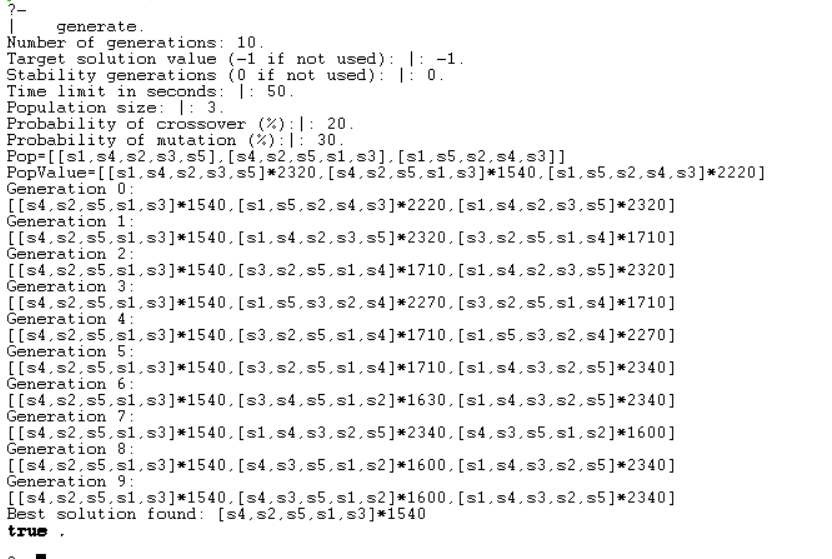 ?-
|    generate.
Number of generations: 10.
Target solution value (-1 if not used): |: -1.
Stability generations (0 if not used): |: 0.
Time limit in seconds: |: 50.
Population size: |: 3.
Probability of crossover (%):|: 20.
Probability of mutation (%):|: 30.
Pop=[[s1,s4,s2,s3,s5],[s4,s2,s5,s1,s3],[s1,s5,s2,s4,s3]]
PopValue=[[s1,s4,s2,s3,s5]*2320,[s4,s2,s5,s1,s3]*1540,[s1,s5,s2,s4,s3]*2220]
Generation 0:
[[s4,s2,s5,s1,s3]*1540,[s1,s5,s2,s4,s3]*2220,[s1,s4,s2,s3,s5]*2320]
Generation 1:
[[s4,s2,s5,s1,s3]*1540,[s1,s4,s2,s3,s5]*2320,[s3,s2,s5,s1,s4]*1710]
Generation 2:
[[s4,s2,s5,s1,s3]*1540,[s3,s2,s5,s1,s4]*1710,[s1,s4,s2,s3,s5]*2320]
Generation 3:
[[s4,s2,s5,s1,s3]*1540,[s1,s5,s3,s2,s4]*2270,[s3,s2,s5,s1,s4]*1710]
Generation 4:
[[s4,s2,s5,s1,s3]*1540,[s3,s2,s5,s1,s4]*1710,[s1,s5,s3,s2,s4]*2270]
Generation 5:
[[s4,s2,s5,s1,s3]*1540,[s3,s2,s5,s1,s4]*1710,[s1,s4,s3,s2,s5]*2340]
Generation 6:
[[s4,s2,s5,s1,s3]*1540,[s3,s4,s5,s1,s2]*1630,[s1,s4,s3,s2,s5]*2340]
Generation 7:
[[s4,s2,s5,s1,s3]*1540,[s1,s4,s3,s2,s5]*2340,[s4,s3,s5,s1,s2]*1600]
Generation 8:
[[s4,s2,s5,s1,s3]*1540,[s4,s3,s5,s1,s2]*1600,[s1,s4,s3,s2,s5]*2340]
Generation 9:
[[s4,s2,s5,s1,s3]*1540,[s4,s3,s5,s1,s2]*1600,[s1,s4,s3,s2,s5]*2340]
Best solution found: [s4,s2,s5,s1,s3]*1540
true .